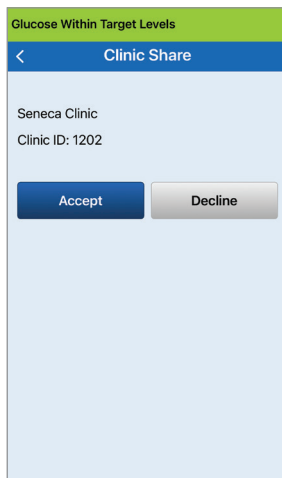 Glucose Within Target Levels
Clinic Share
Seneca Clinic
Clinic ID: 1202
Accept
Decline